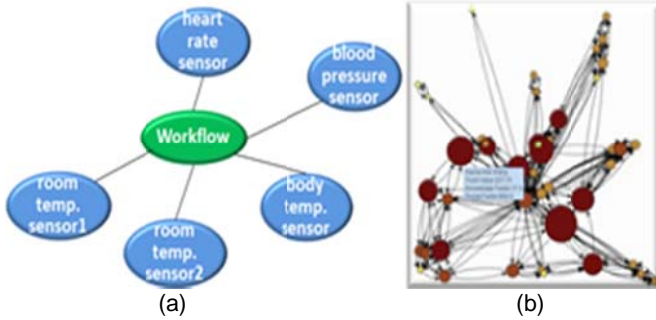 heart
rate
sensor
blood
pressure
sensor
Workflow
room
temp.
sensor1
room
temp.
sensor2
body
temp.
sensor
(a)
(b)